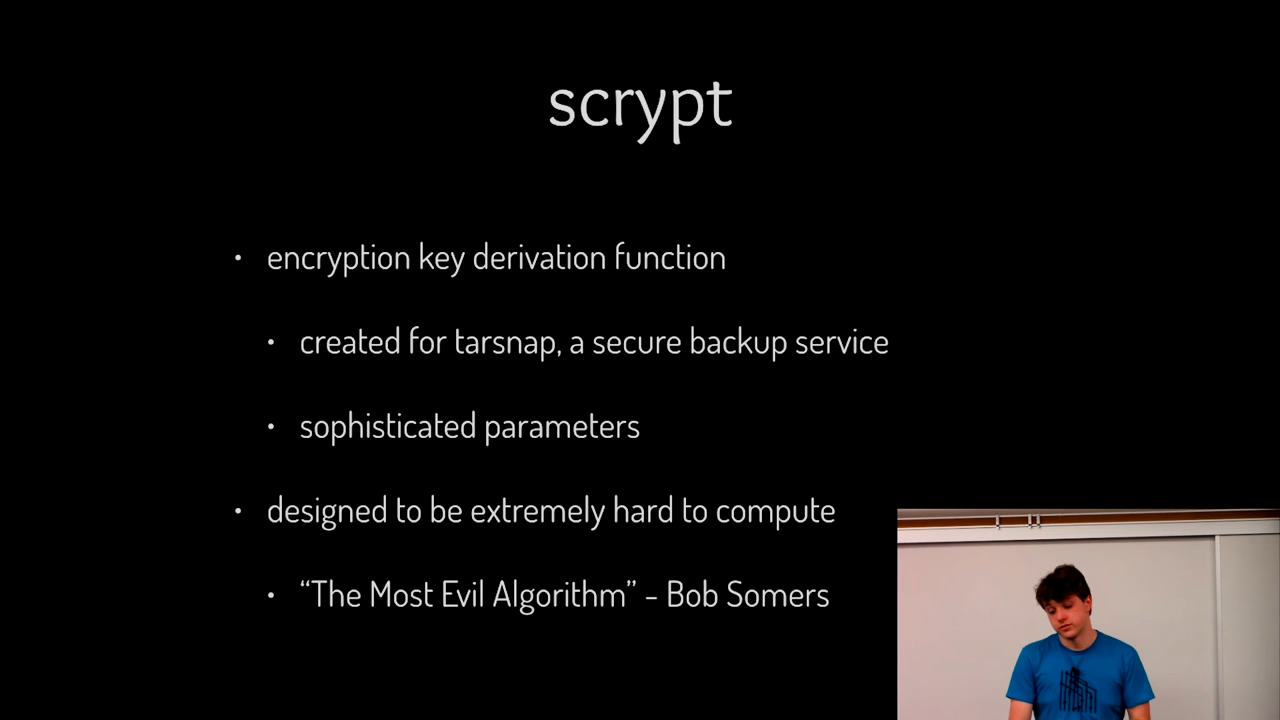 scrypt
• encryption key derivation function
• created for tarsnap, a secure backup service
• sophisticated parameters
• designed to be extremely hard to compute
• “The Most Evil Algorithm” - Bob Somers